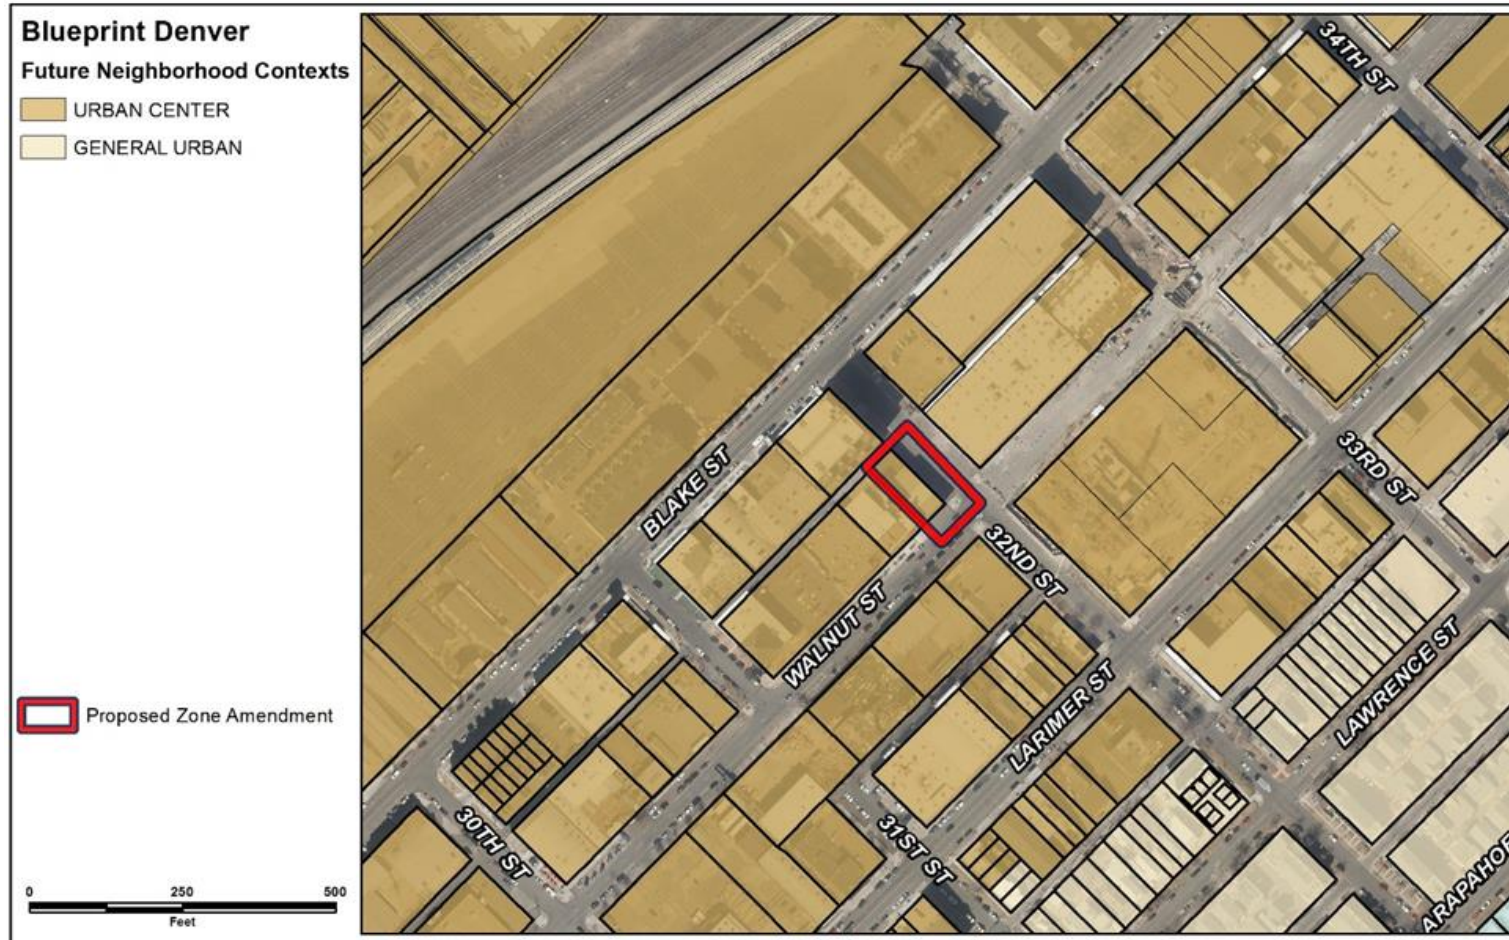 Blueprint Denver
Future Neighborhood Contexts
URBAN CENTER
GENERAL URBAN
Proposed Zone Amendment
0 250 500
Feet
34TH ST
33RD ST
BLAKE ST
32ND ST
WALNUT ST
LARIMER ST
LAWRENCE ST
30TH ST
31ST ST
ARAPAHOE